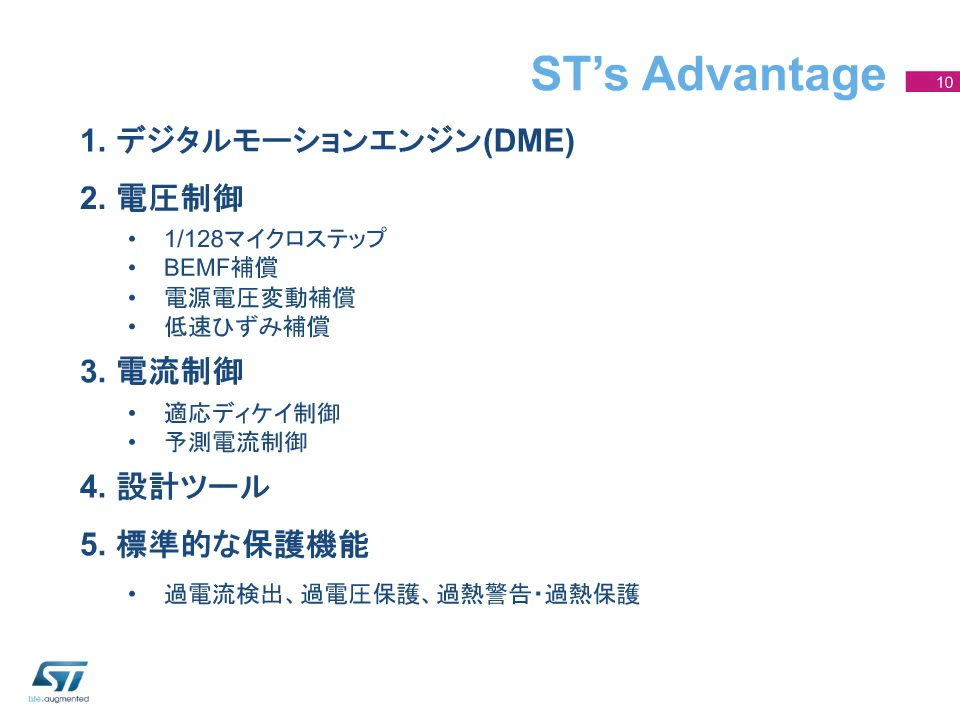 ST's Advantage
10
1. デジタルモーションエンジン(DME)
2. 電圧制御
• 1/128マイクロステップ
• BEMF補償
• 電源電圧変動補償
• 低速ひずみ補償
3. 電流制御
• 適応ディケイ制御
• 予測電流制御
4. 設計ツール
5. 標準的な保護機能
• 過電流検出、過電圧保護、過熱警告・過熱保護
ST
life.augmented